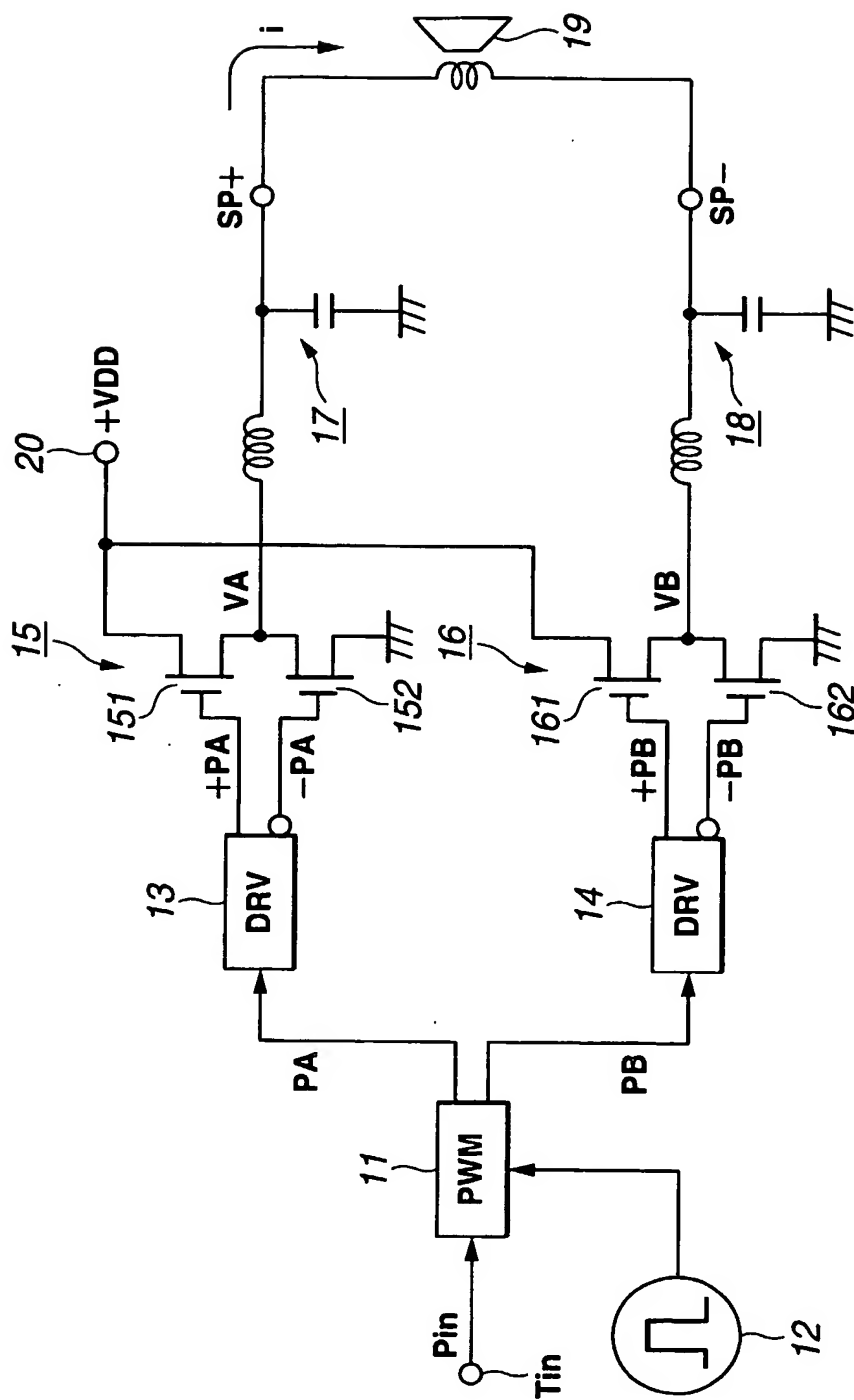 Tin
Pin
12
11
PWM
PA
PB
13
DRV
+PA
−PA
14
DRV
+PB
−PB
15
151
152
VA
16
161
162
VB
20
+VDD
17
18
SP+
SP−
i
19